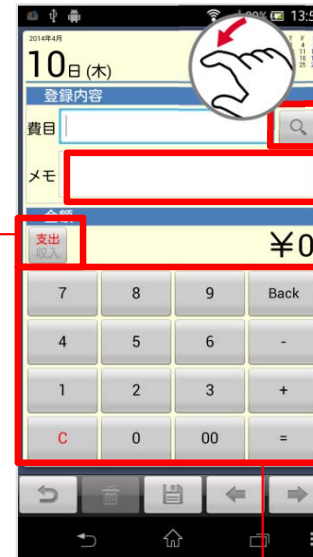 13:5
2014年4月
10日(木)
登録内容
費目
メモ
金額
支出
収入
¥0
7 8 9 Back
4 5 6 -
1 2 3 +
C 0 00 =